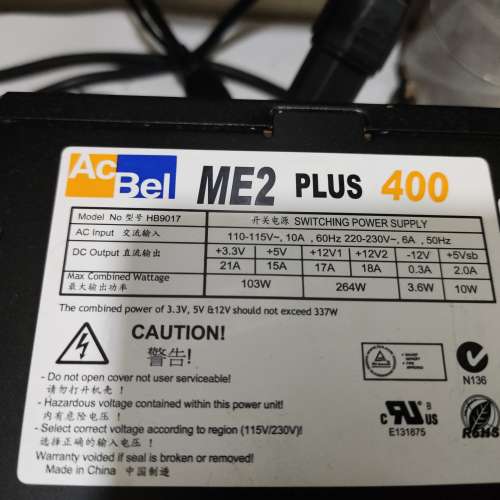 AcBel ME2 PLUS 400
Model No 型号 HB9017 开关电源 SWITCHING POWER SUPPLY
AC Input 交流输入 110-115V~, 10A , 60Hz 220-230V~, 6A , 50Hz
DC Output 直流输出 +3.3V +5V +12V1 +12V2 -12V +5Vsb
21A 15A 17A 18A 0.3A 2.0A
Max Combined Wattage
最大输出功率 103W 264W 3.6W 10W
The combined power of 3.3V, 5V &12V should not exceed 337W
CAUTION!
警告!
- Do not open cover not user serviceable!
请勿打开机壳 !
- Hazardous voltage contained within this power unit!
内有危险电压 !
- Select correct voltage according to region (115V/230V)!
选择正确的输入电压 !
Warranty voided if seal is broken or removed!
Made in China 中国制造
N136
c RU US
E131875
RoHS